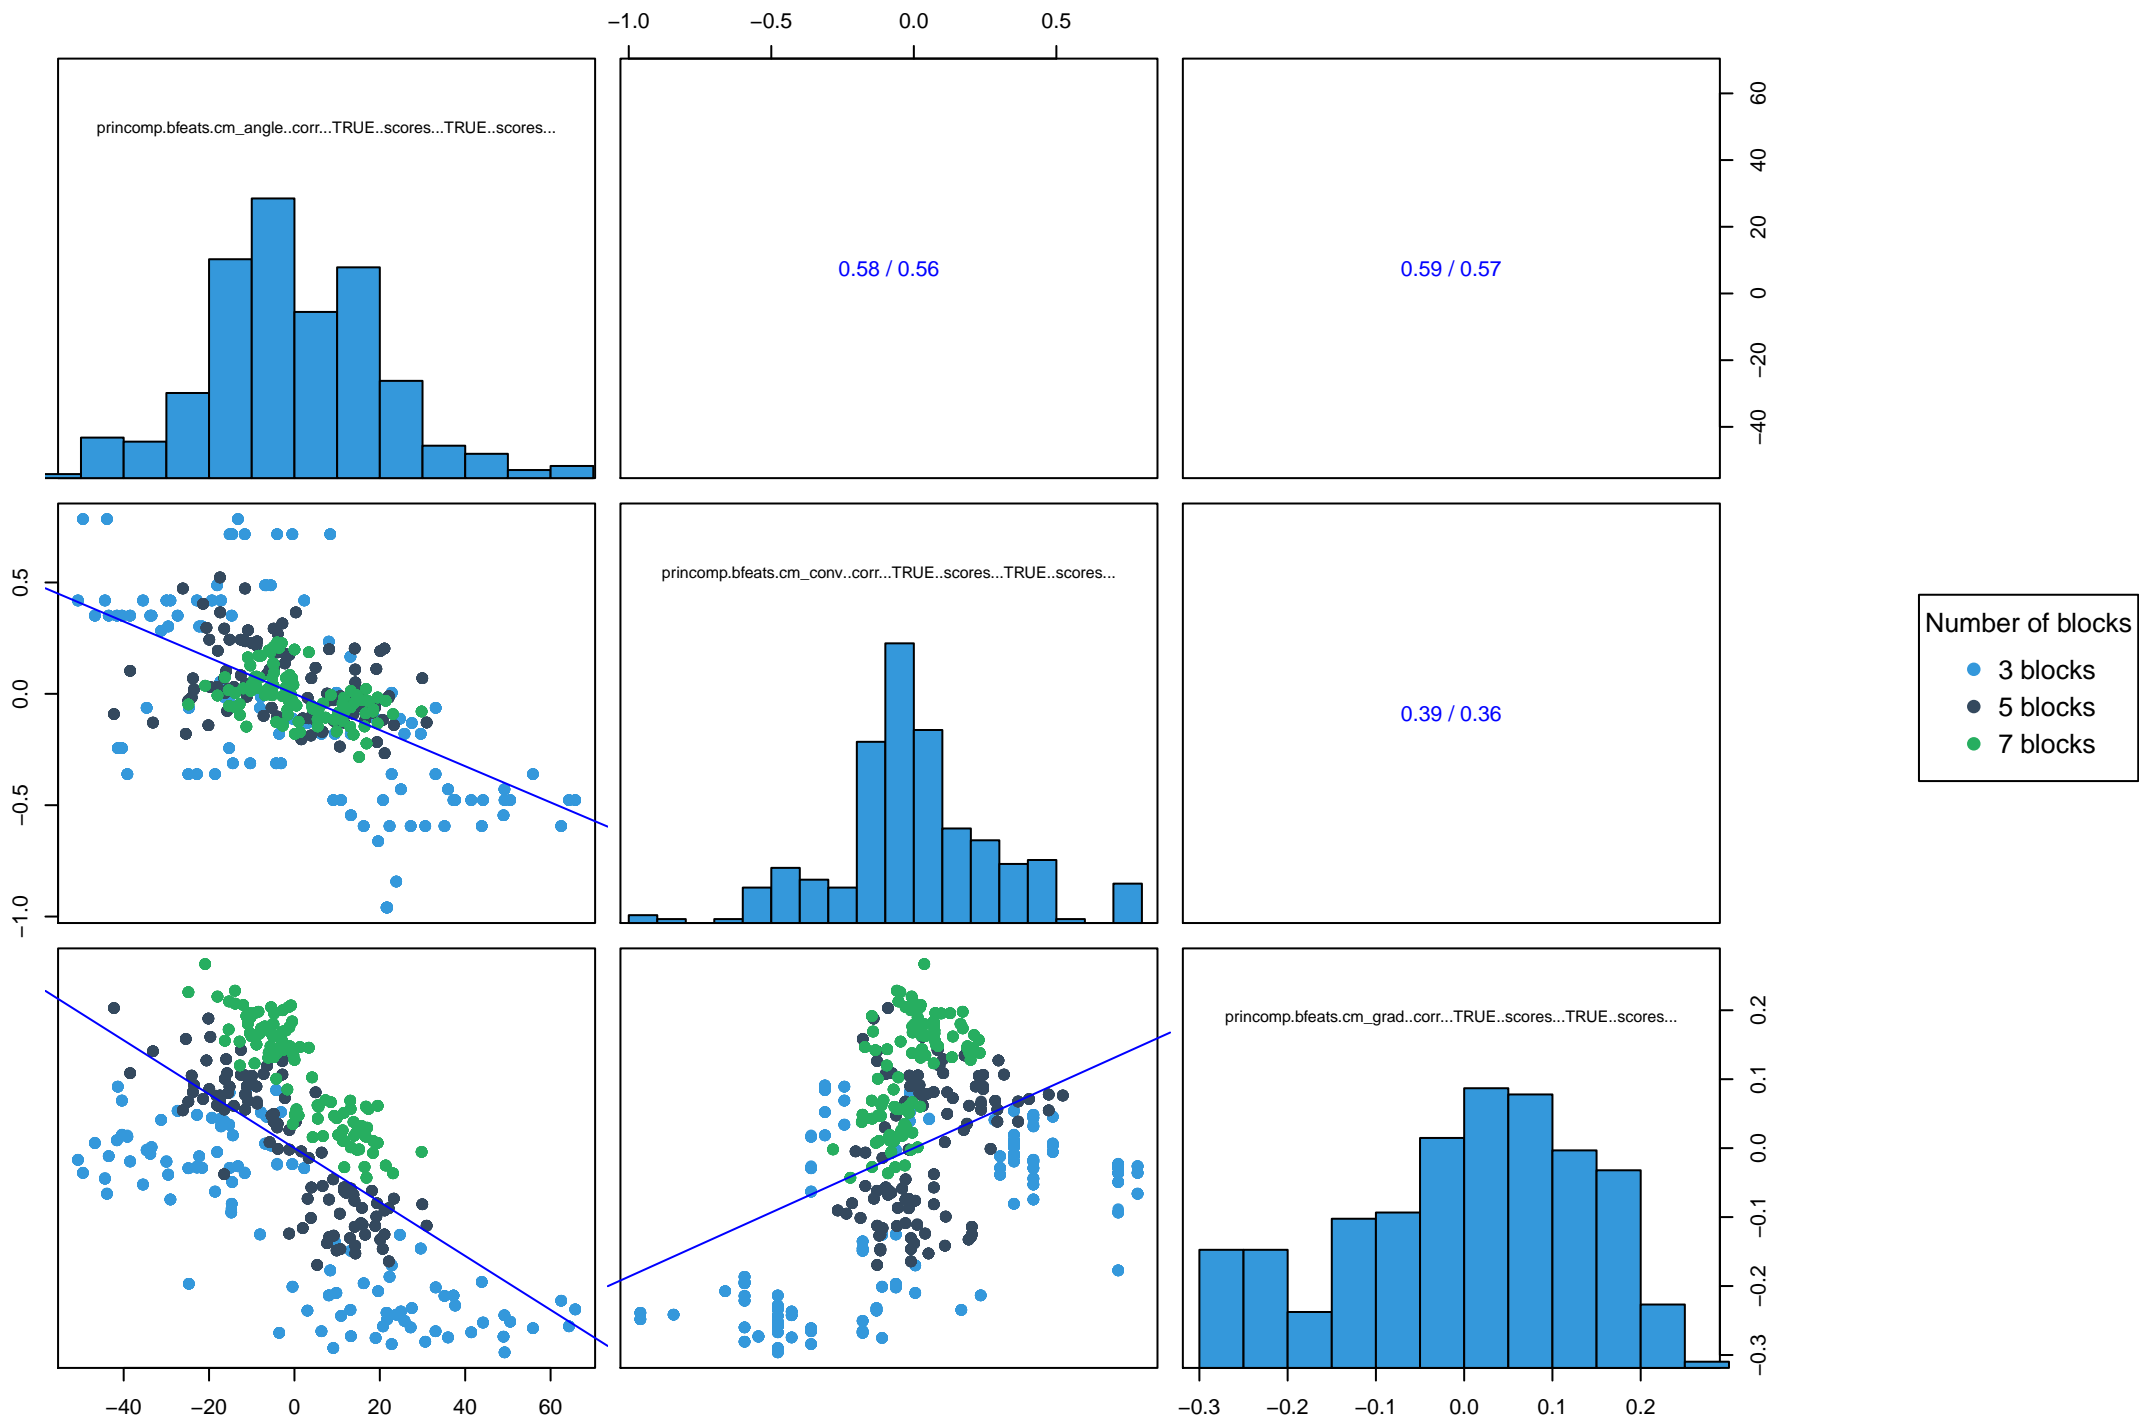 −1.0 −0.5 0.0 0.5
princomp.bfeats.cm_angle..corr...TRUE..scores...TRUE..scores...
0.58 / 0.56
0.59 / 0.57
−40 −20 0 20 40 60
−1.0 −0.5 0.0 0.5
princomp.bfeats.cm_conv..corr...TRUE..scores...TRUE..scores...
0.39 / 0.36
Number of blocks
3 blocks
5 blocks
7 blocks
princomp.bfeats.cm_grad..corr...TRUE..scores...TRUE..scores...
−0.3 −0.2 −0.1 0.0 0.1 0.2
−40 −20 0 20 40 60
−0.3 −0.1 0.0 0.1 0.2